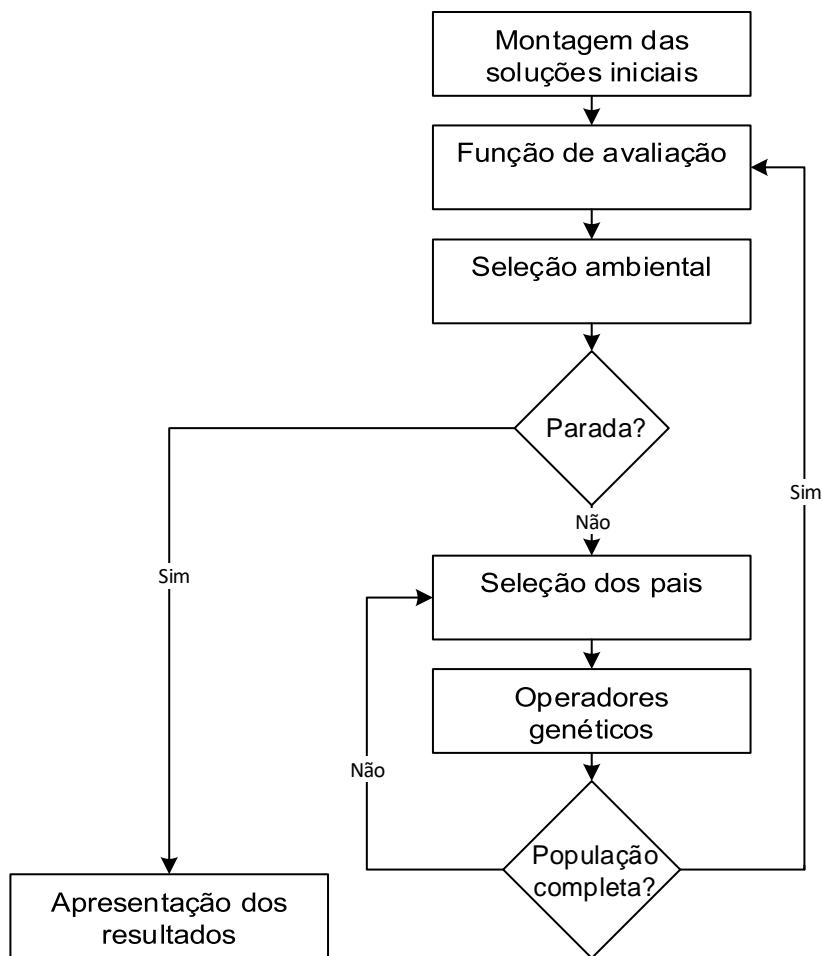 Montagem das
soluções iniciais
Função de avaliação
Seleção ambiental
Parada?
Sim
Não
Sim
Seleção dos pais
Operadores
genéticos
Não
População
completa?
Apresentação dos
resultados